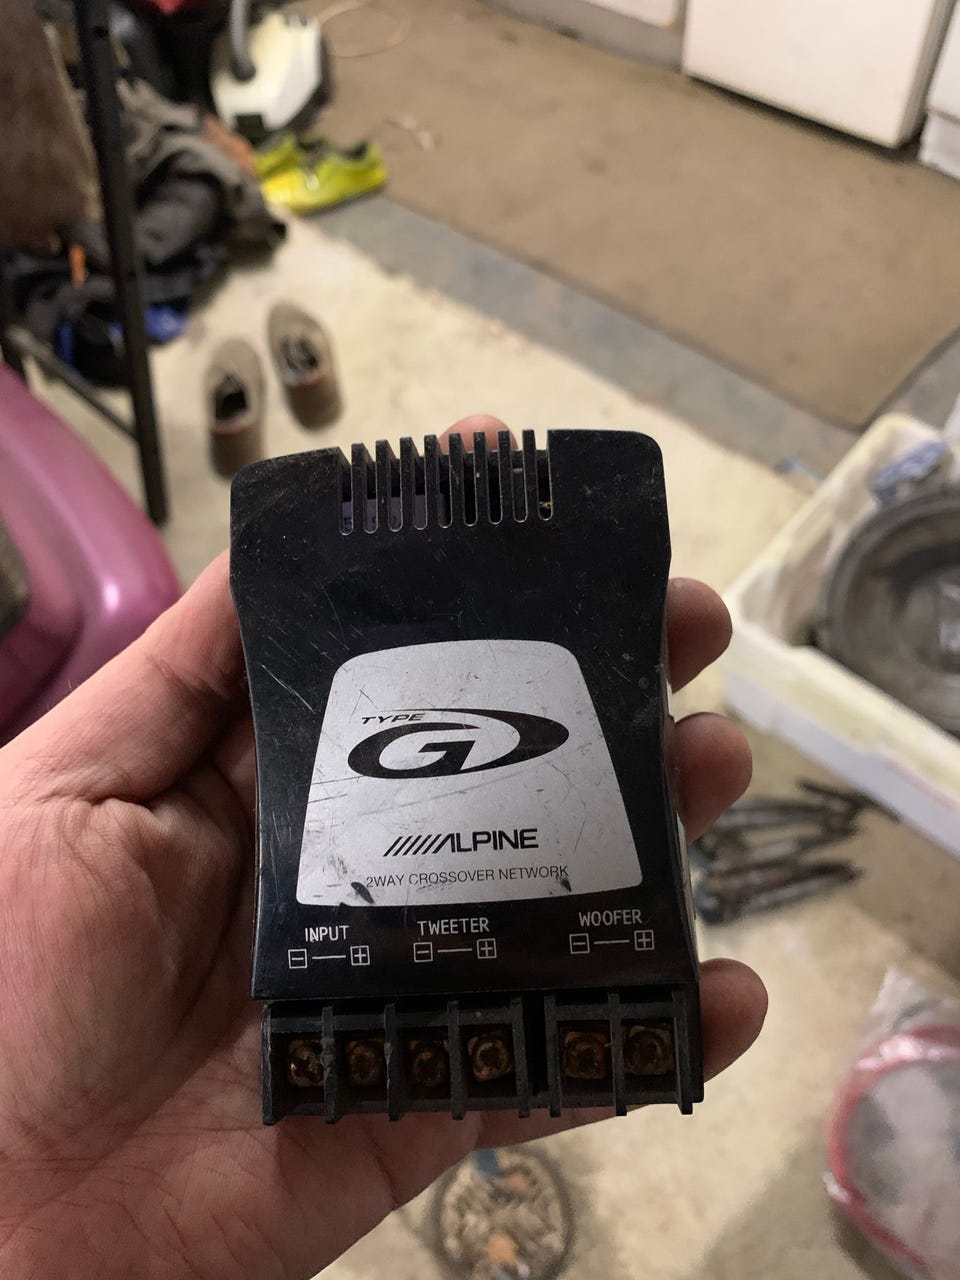 TYPE
G
ALPINE
2WAY CROSSOVER NETWORK
INPUT TWEETER WOOFER
- + - + - +